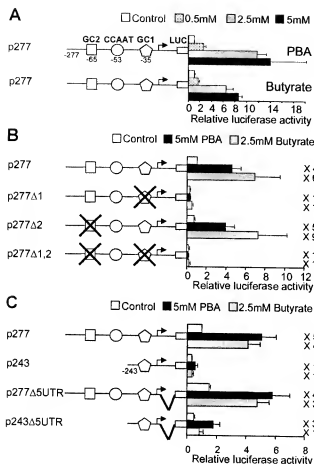 A
Control 0.5mM 2.5mM 5mM
GC2 CCAAT GC1 LUC
p277
-277 -65 -53 -35
PBA
p277
Butyrate
0 2 4 6 8 10 12 14 18
Relative luciferase activity
B
Control 5mM PBA 2.5mM Butyrate
p277
p277Δ1
p277Δ2
p277Δ1,2
0 2 4 6 8 10 12
Relative luciferase activity
C
Control 5mM PBA 2.5mM Butyrate
p277
p243
-243
p277Δ5UTR
p243Δ5UTR
0 2 4 6 8
Relative luciferase activity